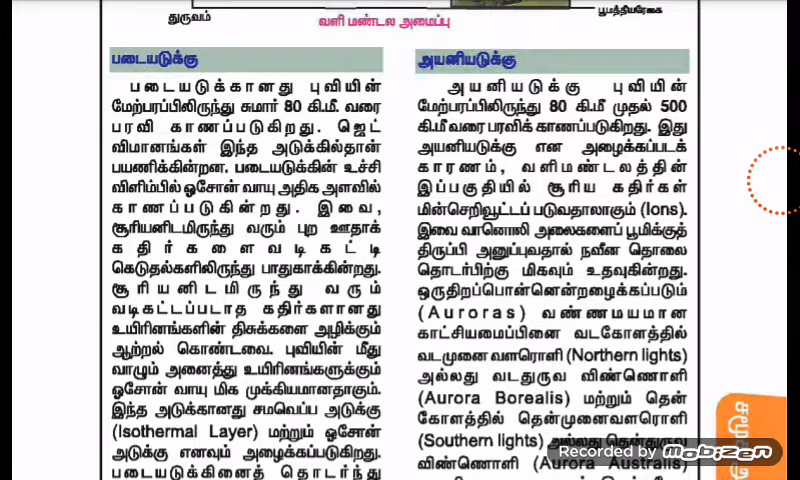 துருவம்
வளி மண்டல அமைப்பு
பூமத்தியரேகை
படையடுக்கு
படையடுக்கானது புவியின்
மேற்பரப்பிலிருந்து சுமார் 80 கி.மீ. வரை
பரவி காணப்படுகிறது. ஜெட்
விமானங்கள் இந்த அடுக்கில்தான்
பயணிக்கின்றன. படையடுக்கின் உச்சி
விளிம்பில் ஓசோன் வாயு அதிக அளவில்
காணப்படுகின்றது. இவை,
சூரியனிடமிருந்து வரும் புற ஊதாக்
கதிர்களை வடிகட்டி
கெடுதல்களிலிருந்து பாதுகாக்கின்றது.
சூரியனிடமிருந்து வரும்
வடிகட்டப்படாத கதிர்களானது
உயிரினங்களின் திசுக்களை அழிக்கும்
ஆற்றல் கொண்டவை. புவியின் மீது
வாழும் அனைத்து உயிரினங்களுக்கும்
ஓசோன் வாயு மிக முக்கியமானதாகும்.
இந்த அடுக்கானது சமவெப்ப அடுக்கு
(Isothermal Layer) மற்றும் ஓசோன்
அடுக்கு எனவும் அழைக்கப்படுகிறது.
படையடுக்கினைத் தொடர்ந்து
அயனியடுக்கு
அயனியடுக்கு புவியின்
மேற்பரப்பிலிருந்து 80 கி.மீ முதல் 500
கி.மீ வரை பரவிக் காணப்படுகிறது. இது
அயனியடுக்கு என அழைக்கப்படக்
காரணம், வளிமண்டலத்தின்
இப்பகுதியில் சூரிய கதிர்கள்
மின்செறிவூட்டப் படுவதாலாகும் (Ions).
இவை வானொலி அலைகளைப் பூமிக்குத்
திருப்பி அனுப்புவதால் நவீன தொலை
தொடர்பிற்கு மிகவும் உதவுகின்றது.
ஒருதிறப்பொன்னென்றழைக்கப்படும்
(Auroras) வண்ணமயமான
காட்சியமைப்பினை வடகோளத்தில்
வடமுனை வளரொளி (Northern lights)
அல்லது வடதுருவ விண்ணொளி
(Aurora Borealis) மற்றும் தென்
கோளத்தில் தென்முனைவளரொளி
(Southern lights) அல்லது தென்துருவ
விண்ணொளி (Aurora Australis)
Recorded by Mobizen